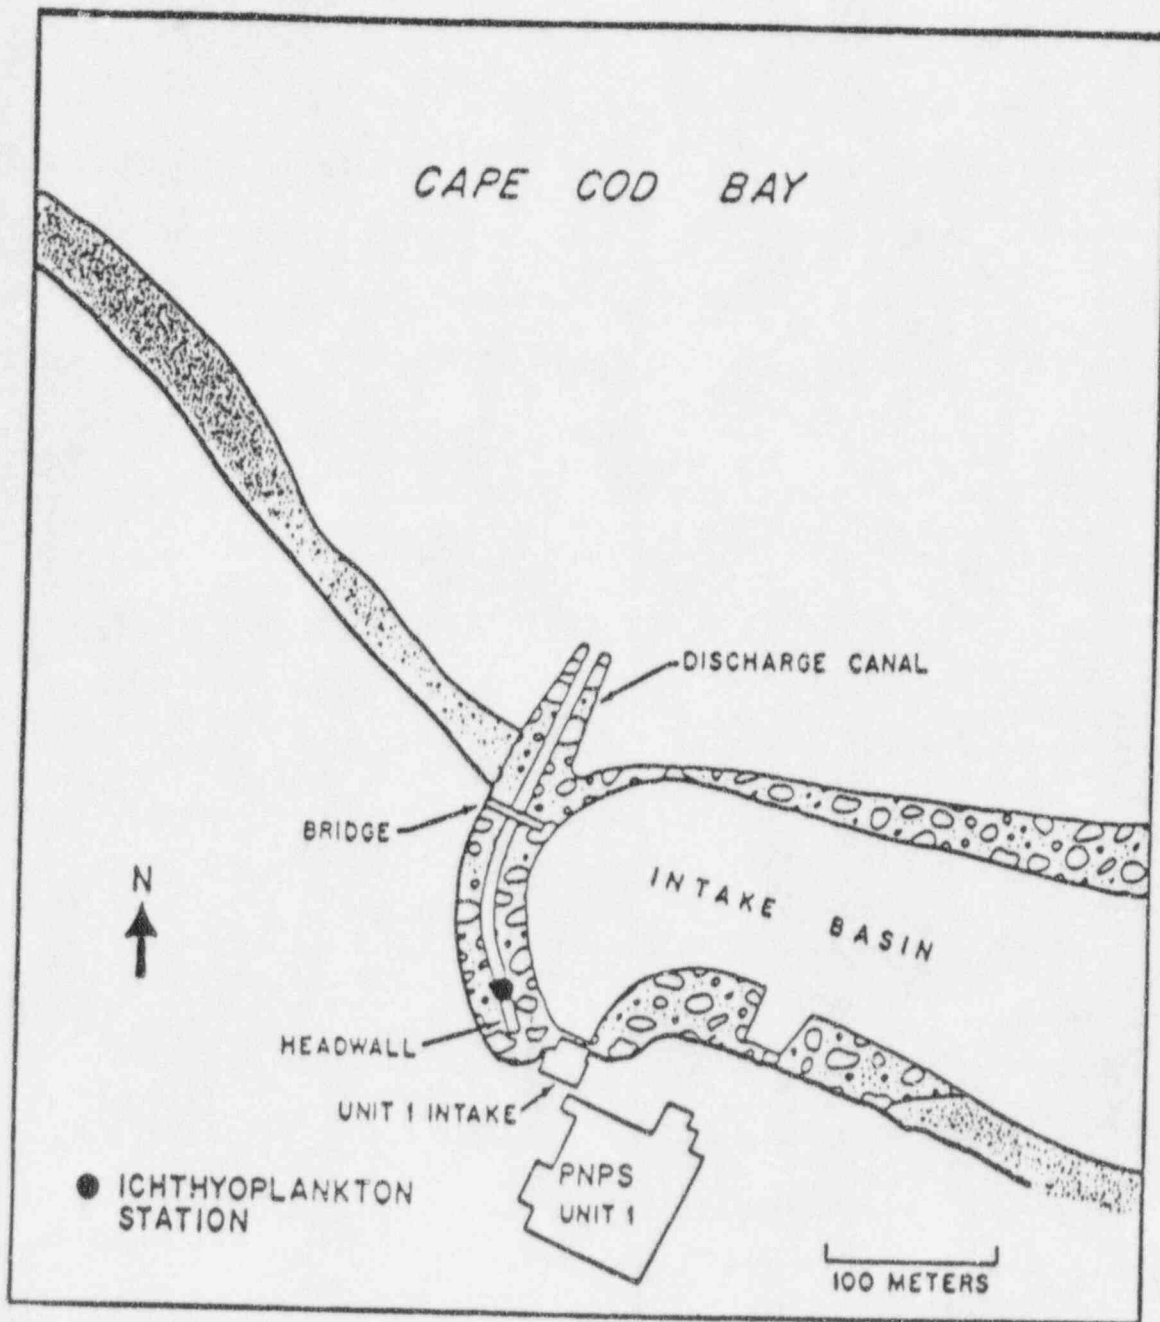 CAPE COD BAY
DISCHARGE CANAL
BRIDGE
N
INTAKE BASIN
HEADWALL
UNIT 1 INTAKE
PNPS
UNIT 1
ICHTHYOPLANKTON
STATION
100 METERS